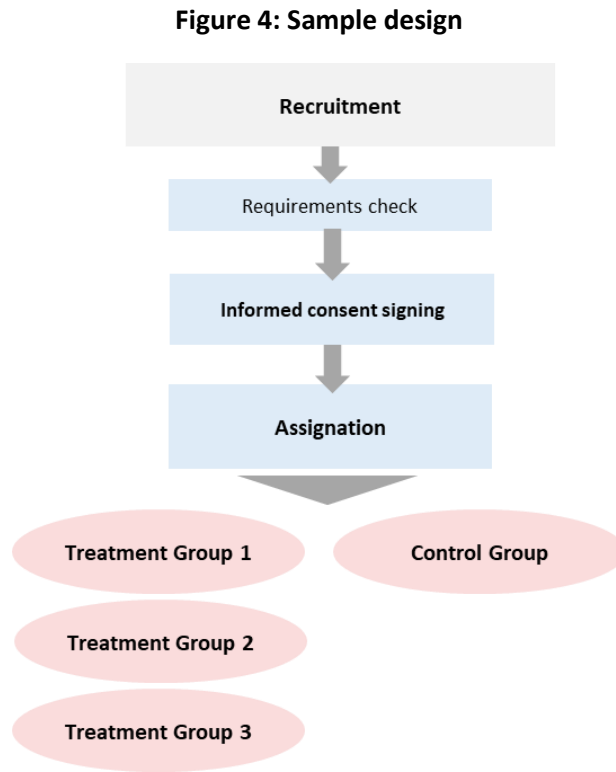 Figure 4: Sample design
Recruitment
Requirements check
Informed consent signing
Assignation
Treatment Group 1
Control Group
Treatment Group 2
Treatment Group 3